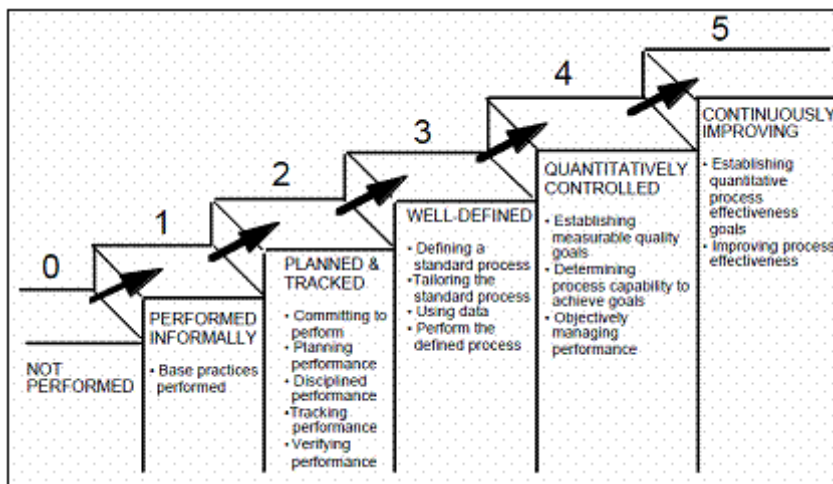 0
NOT
PERFORMED
1
PERFORMED
INFORMALLY
• Base practices
performed
2
PLANNED &
TRACKED
• Committing to
perform
• Planning
performance
• Disciplined
performance
•Tracking
performance
• Verifying
performance
3
WELL-DEFINED
• Defining a
standard process
•Tailoring the
standard process
• Using data
• Perform the
defined process
4
QUANTITATIVELY
CONTROLLED
• Establishing
measurable quality
goals
• Determining
process capability to
achieve goals
• Objectively
managing
performance
5
CONTINUOUSLY
IMPROVING
• Establishing
quantitative
process
effectiveness
goals
• Improving process
effectiveness